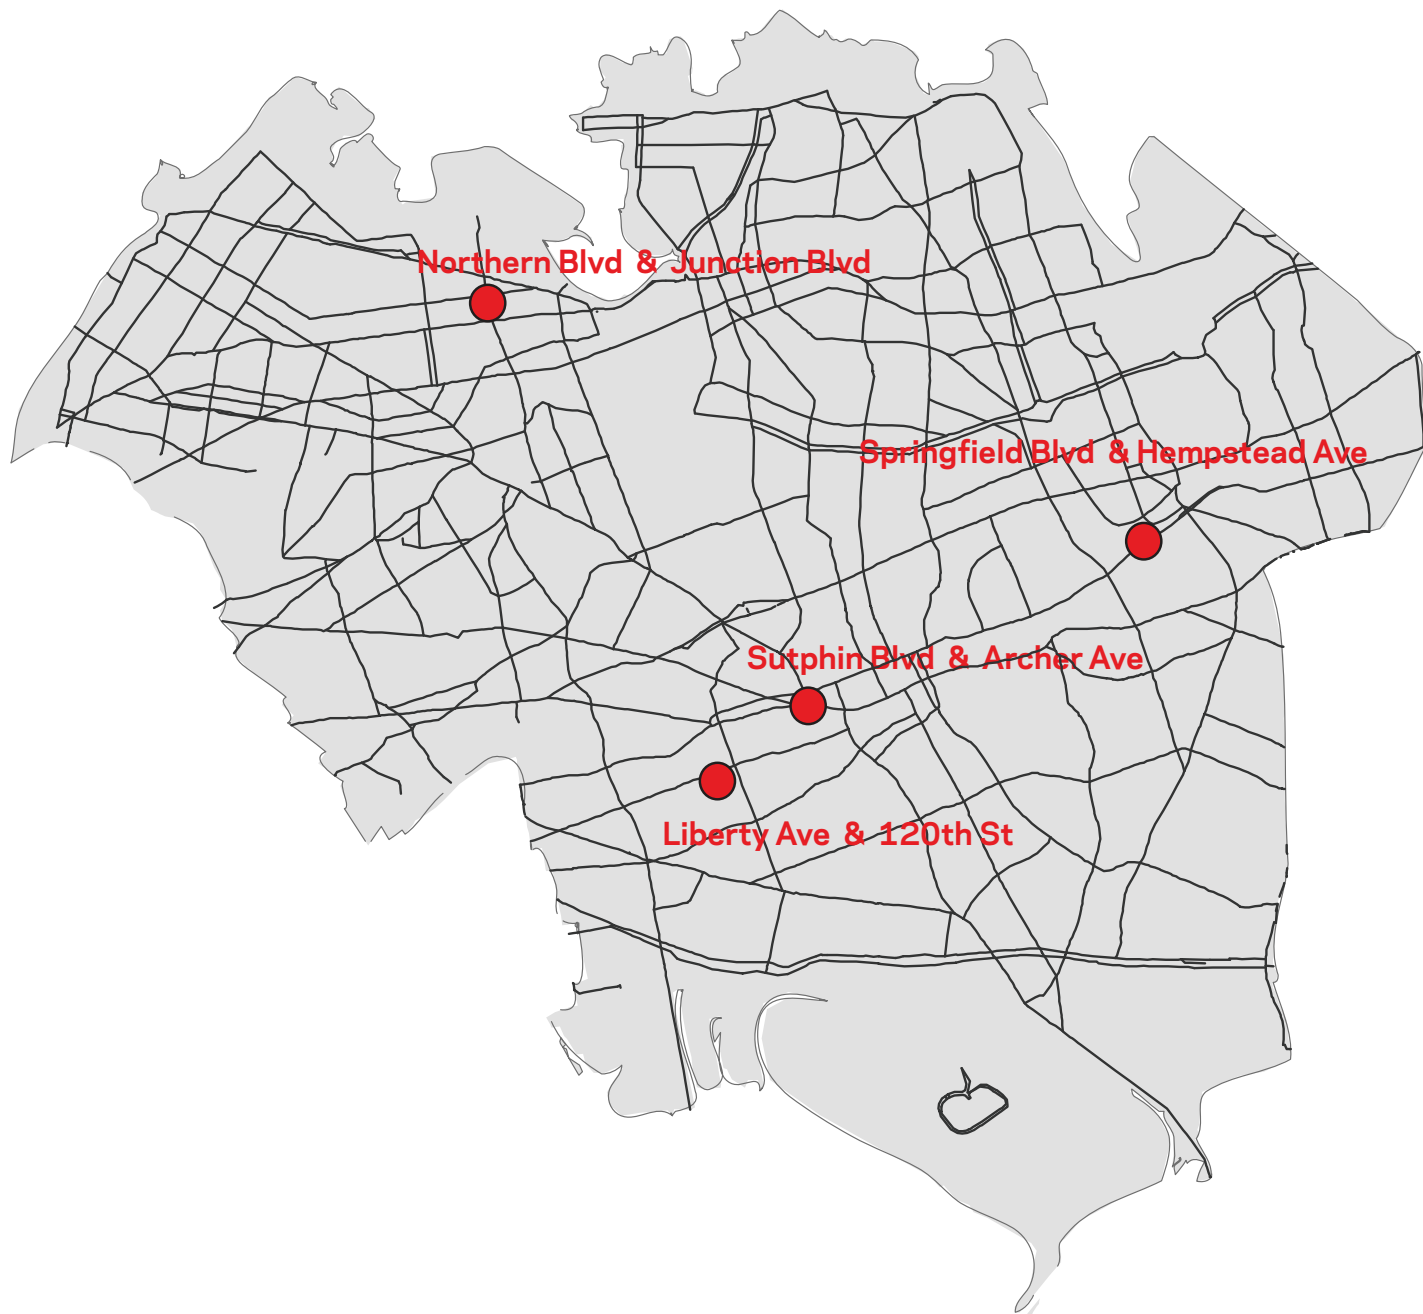 Northern Blvd & Junction Blvd
Springfield Blvd & Hempstead Ave
Sutphin Blvd & Archer Ave
Liberty Ave & 120th St